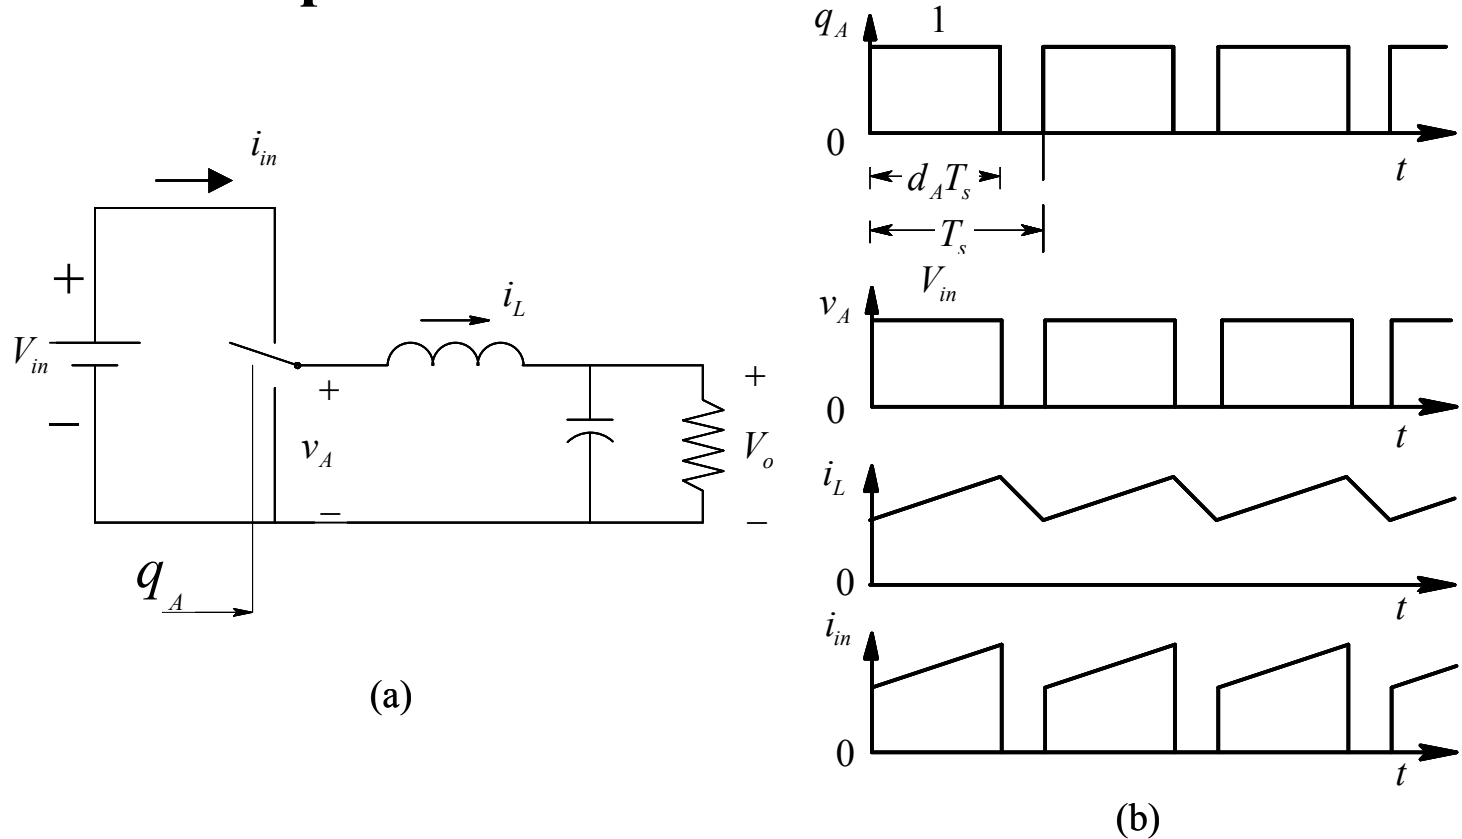 i_in
+
V_in
−
i_L
+
v_A
−
+
V_o
−
q_A
(a)
q_A
1
0
t
d_A T_s
T_s
V_in
v_A
0
t
i_L
0
t
i_in
0
t
(b)